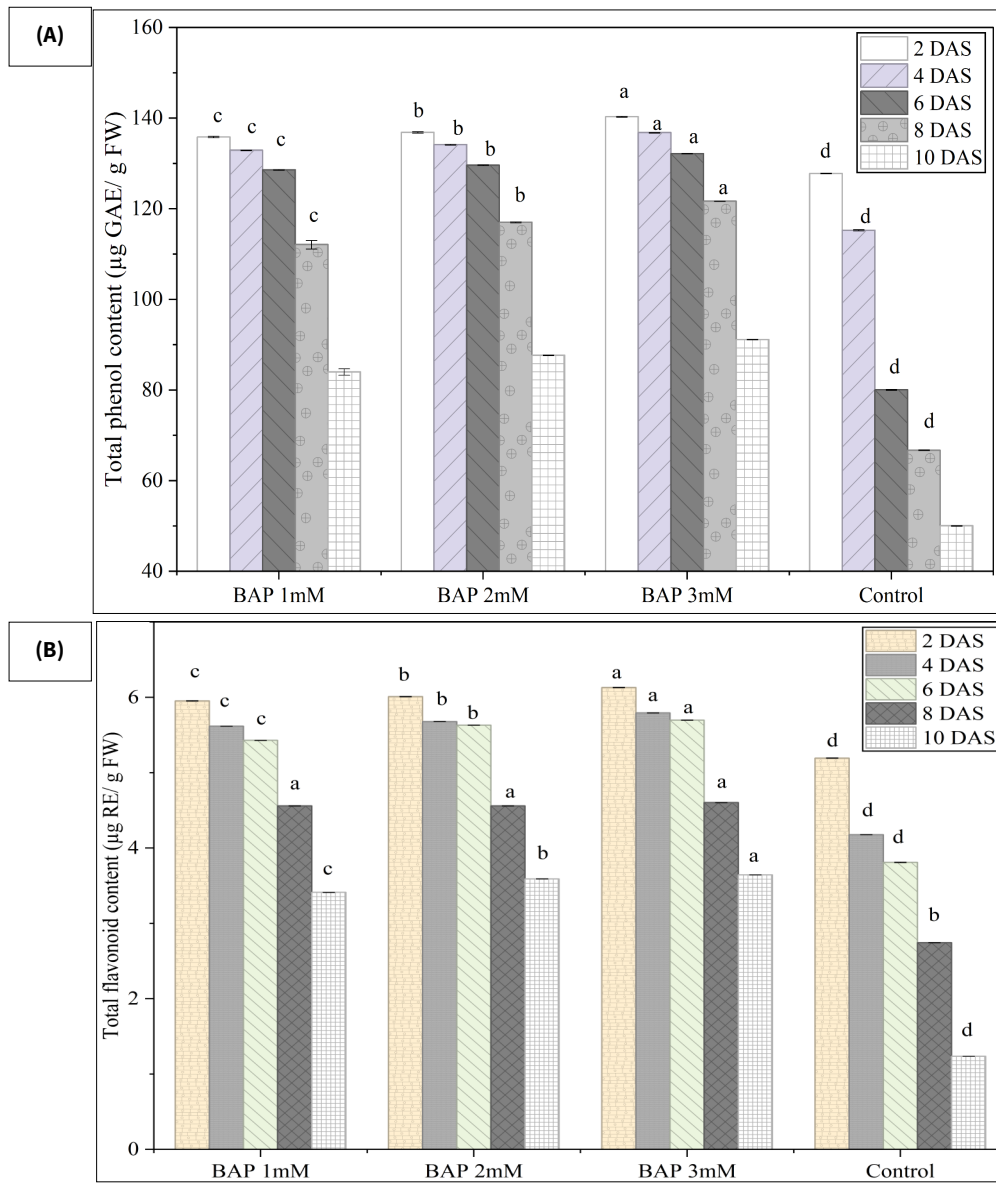 (A)
160
140
120
100
80
60
40
Total phenol content (µg GAE/ g FW)
2 DAS
4 DAS
6 DAS
8 DAS
10 DAS
c c c c
b b b b
a a a a
d d d d
BAP 1mM BAP 2mM BAP 3mM Control
(B)
6
4
2
0
Total flavonoid content (µg RE/ g FW)
2 DAS
4 DAS
6 DAS
8 DAS
10 DAS
c c c a c
b b b a b
a a a a a
d d d b d
BAP 1mM BAP 2mM BAP 3mM Control